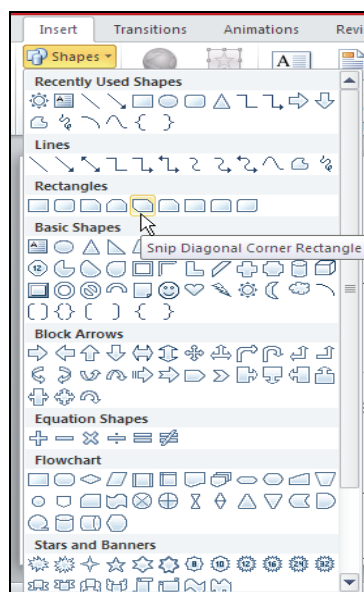 Insert Transitions Animations Revi
Shapes
Recently Used Shapes
Lines
Rectangles
Basic Shapes
Snip Diagonal Corner Rectangle
Block Arrows
Equation Shapes
Flowchart
Stars and Banners